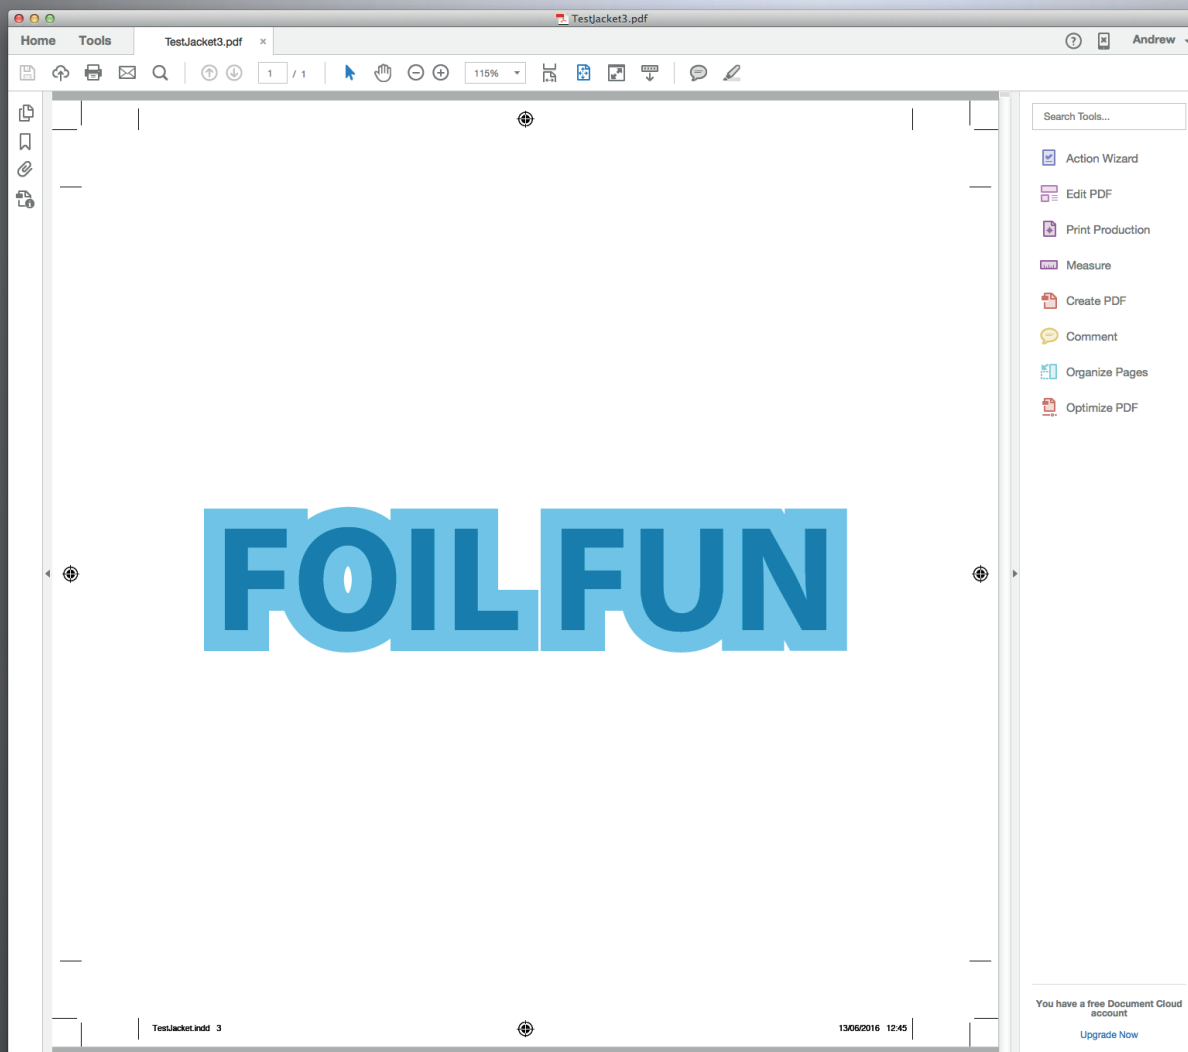 TestJacket3.pdf
Home Tools TestJacket3.pdf × Andrew
1 / 1 115%
Search Tools...
Action Wizard
Edit PDF
Print Production
Measure
Create PDF
Comment
Organize Pages
Optimize PDF
FOIL FUN
TestJacket.indd 3 13/06/2016 12:45
You have a free Document Cloud
account
Upgrade Now